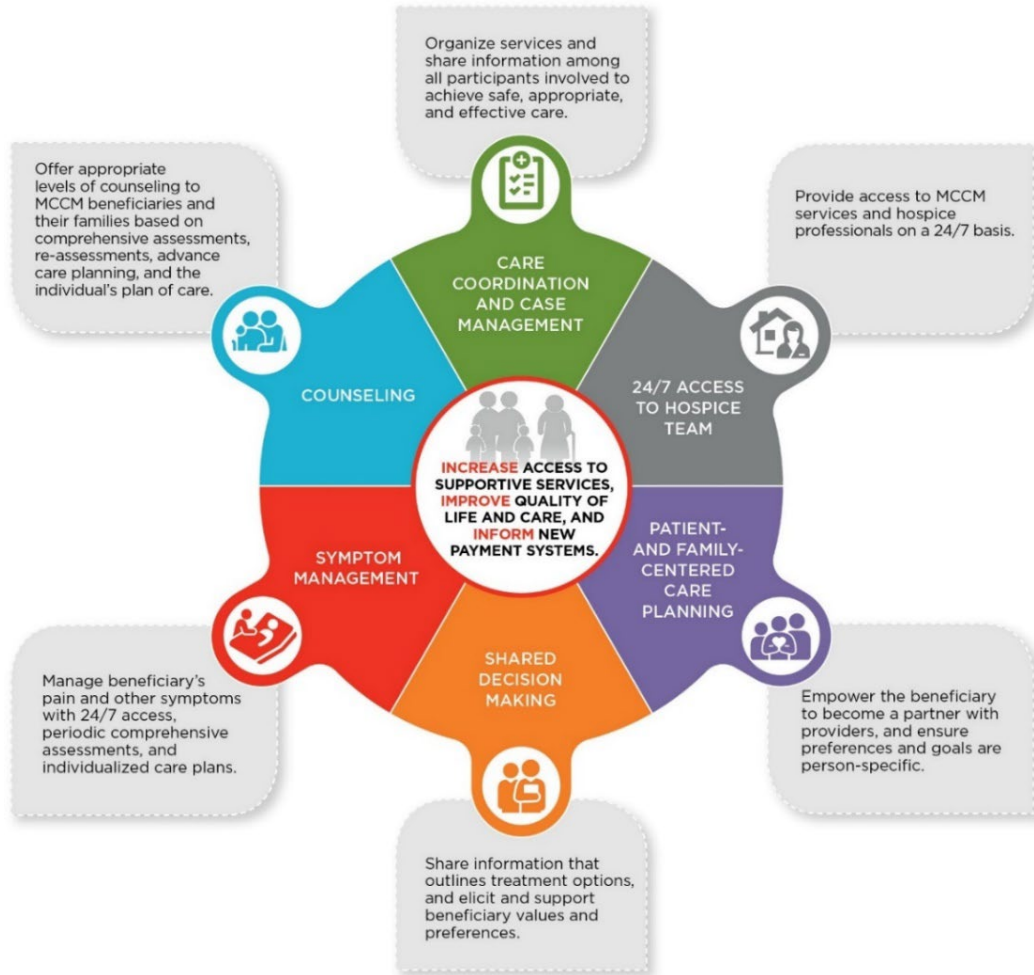 Organize services and
share information among
all participants involved to
achieve safe, appropriate,
and effective care.
Offer appropriate
levels of counseling to
MCCM beneficiaries and
their families based on
comprehensive assessments,
re-assessments, advance
care planning, and the
individual's plan of care.
Provide access to MCCM
services and hospice
professionals on a 24/7 basis.
CARE
COORDINATION
AND CASE
MANAGEMENT
COUNSELING
24/7 ACCESS
TO HOSPICE
TEAM
INCREASE ACCESS TO
SUPPORTIVE SERVICES,
IMPROVE QUALITY OF
LIFE AND CARE, AND
INFORM NEW
PAYMENT SYSTEMS.
SYMPTOM
MANAGEMENT
PATIENT-
AND FAMILY-
CENTERED
CARE
PLANNING
SHARED
DECISION
MAKING
Manage beneficiary's
pain and other symptoms
with 24/7 access,
periodic comprehensive
assessments, and
individualized care plans.
Empower the beneficiary
to become a partner with
providers, and ensure
preferences and goals are
person-specific.
Share information that
outlines treatment options,
and elicit and support
beneficiary values and
preferences.